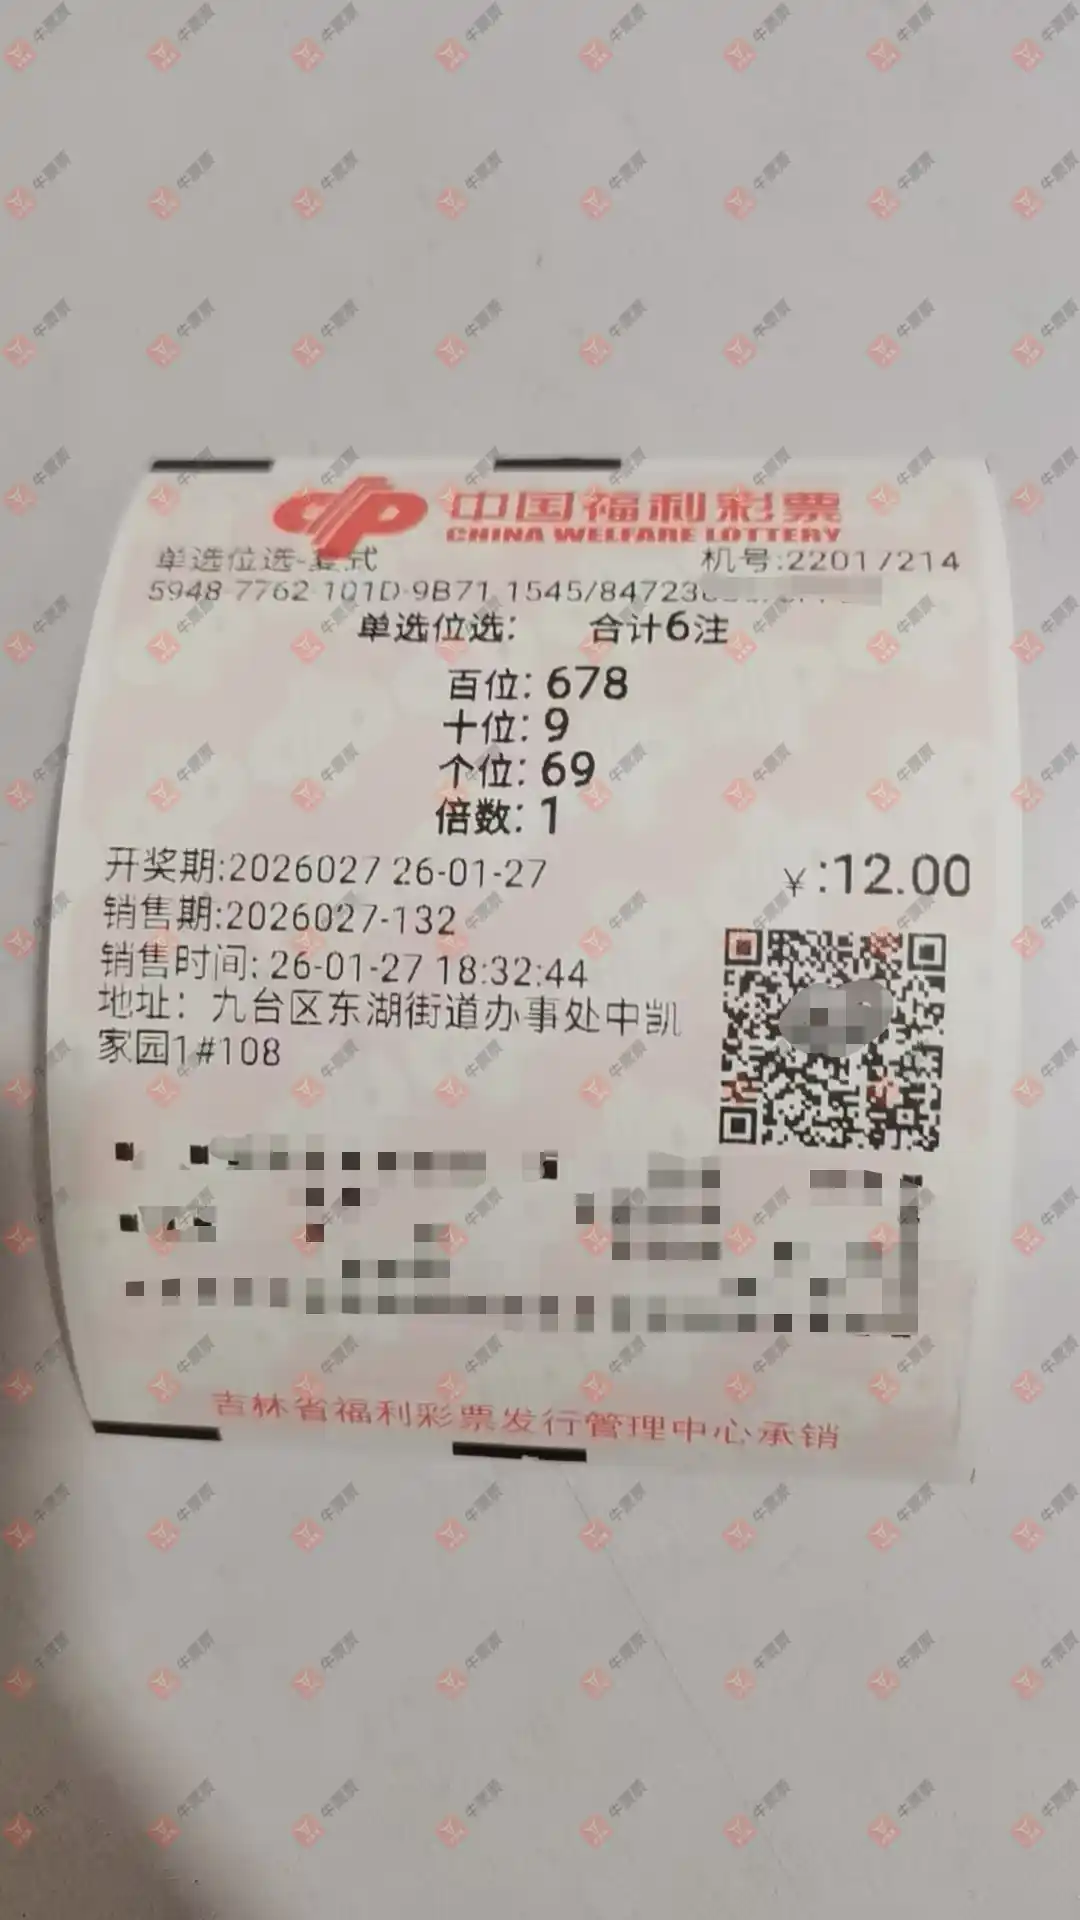 中国福利彩票
CHINA WELFARE LOTTERY
单选位选-复式 机号:22017214
5948-7762-101D-9B71 1545/84723
单选位选: 合计6注
百位: 678
十位: 9
个位: 69
倍数: 1
开奖期:2026027 26-01-27 ¥:12.00
销售期:2026027-132
销售时间: 26-01-27 18:32:44
地址: 九台区东湖街道办事处中凯
家园1#108
吉林省福利彩票发行管理中心承销
牛票票